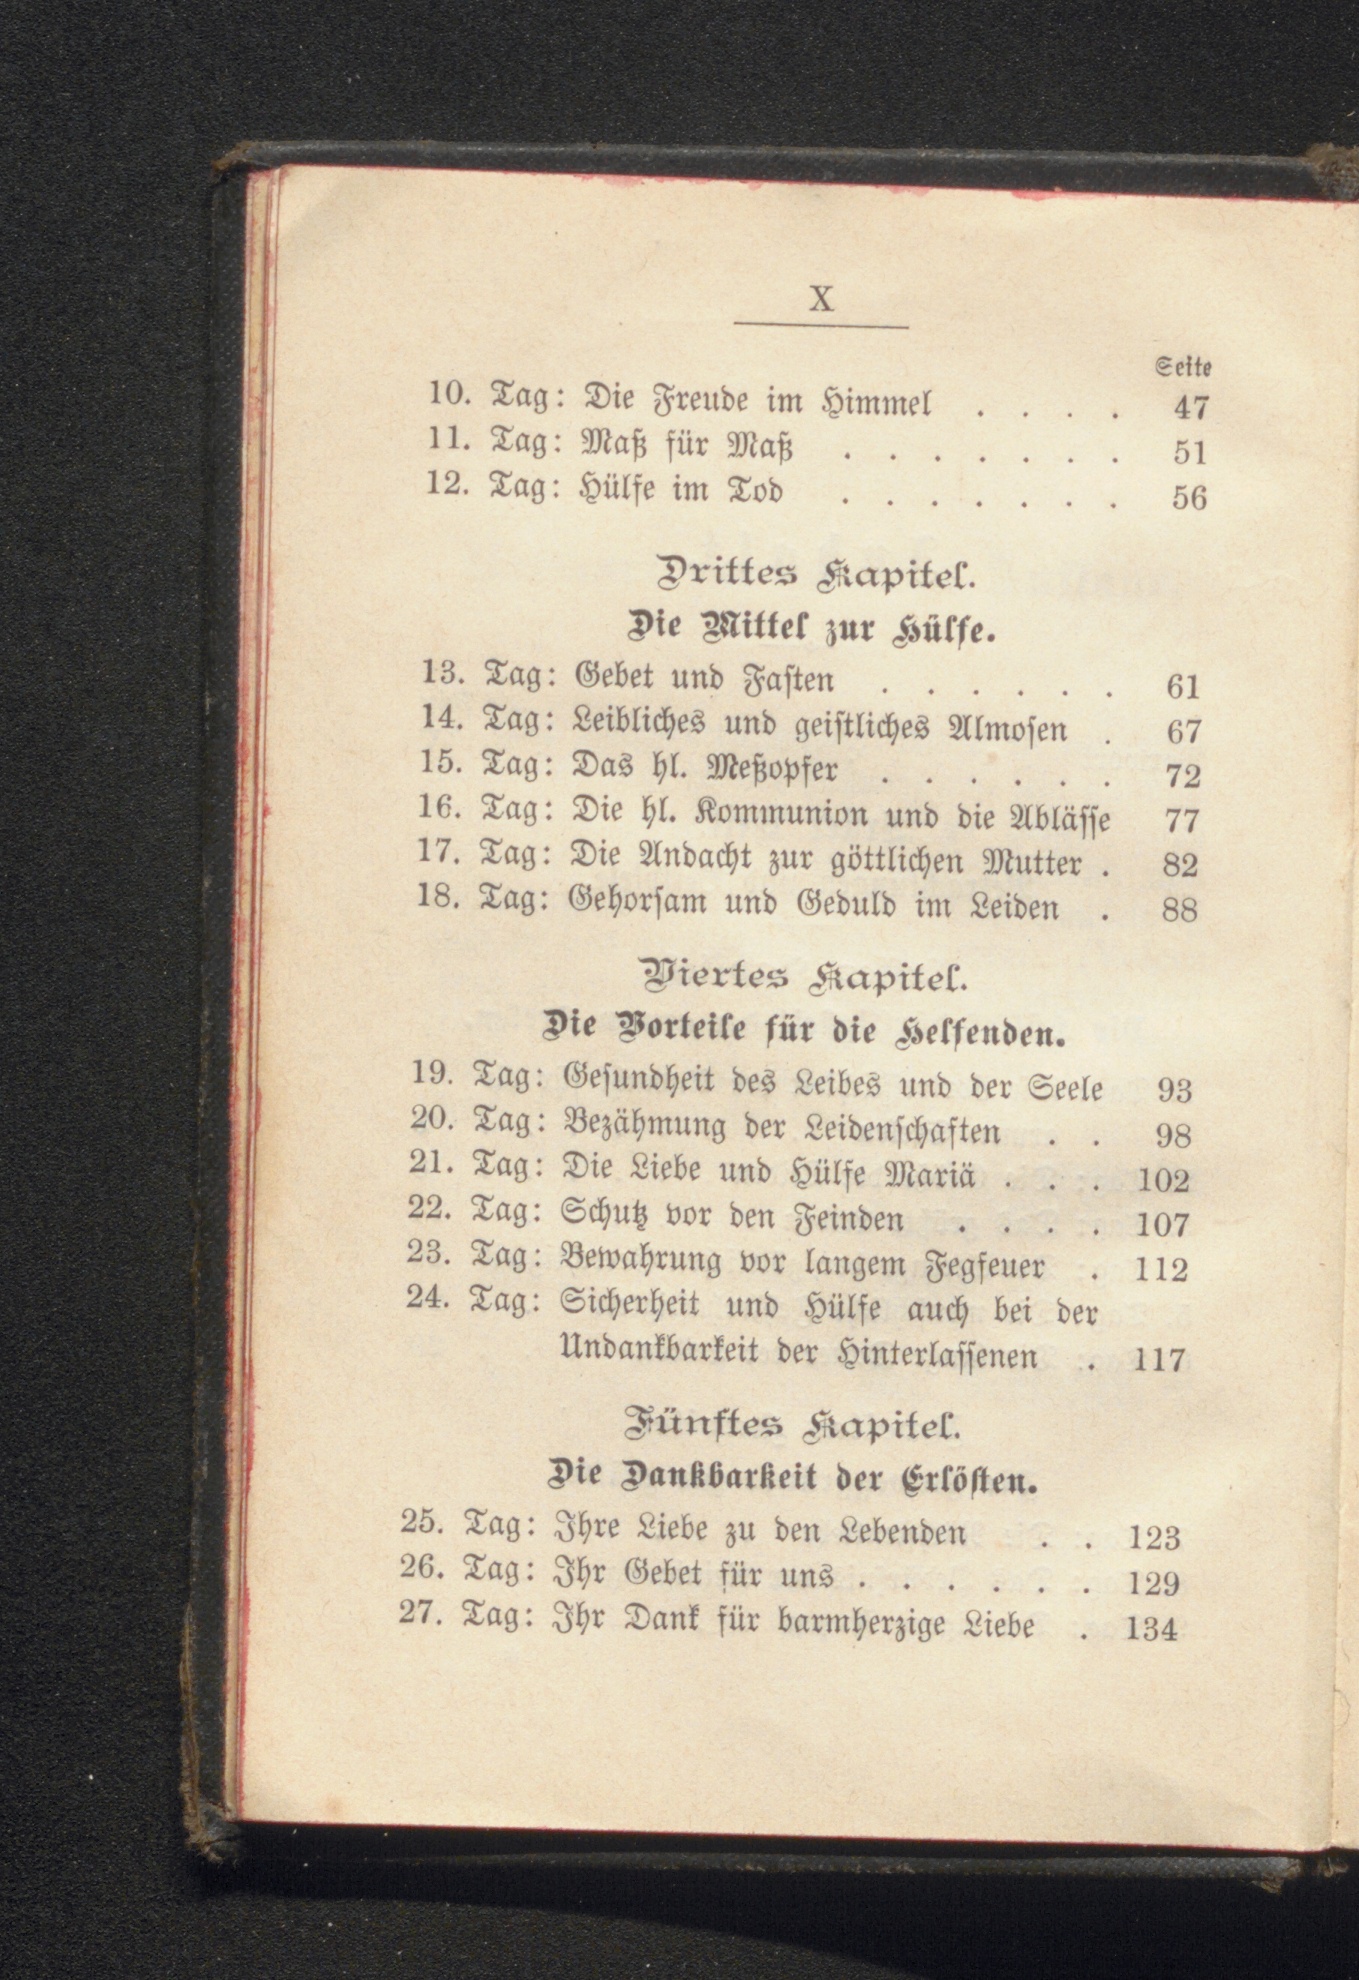 X
Seite
10. Tag: Die Freude im Himmel . . . . 47
11. Tag: Maß für Maß . . . . . . . 51
12. Tag: Hülfe im Tod . . . . . . . 56
Drittes Kapitel.
Die Mittel zur Hülfe.
13. Tag: Gebet und Fasten . . . . . . 61
14. Tag: Leibliches und geistliches Almosen . 67
15. Tag: Das hl. Meßopfer . . . . . . 72
16. Tag: Die hl. Kommunion und die Ablässe 77
17. Tag: Die Andacht zur göttlichen Mutter . 82
18. Tag: Gehorsam und Geduld im Leiden . 88
Viertes Kapitel.
Die Vorteile für die Helfenden.
19. Tag: Gesundheit des Leibes und der Seele 93
20. Tag: Bezähmung der Leidenschaften . . 98
21. Tag: Die Liebe und Hülfe Mariä . . . 102
22. Tag: Schutz vor den Feinden . . . . 107
23. Tag: Bewahrung vor langem Fegfeuer . 112
24. Tag: Sicherheit und Hülfe auch bei der
Undankbarkeit der Hinterlassenen . 117
Fünftes Kapitel.
Die Dankbarkeit der Erlösten.
25. Tag: Ihre Liebe zu den Lebenden . . 123
26. Tag: Ihr Gebet für uns . . . . . . 129
27. Tag: Ihr Dank für barmherzige Liebe . 134